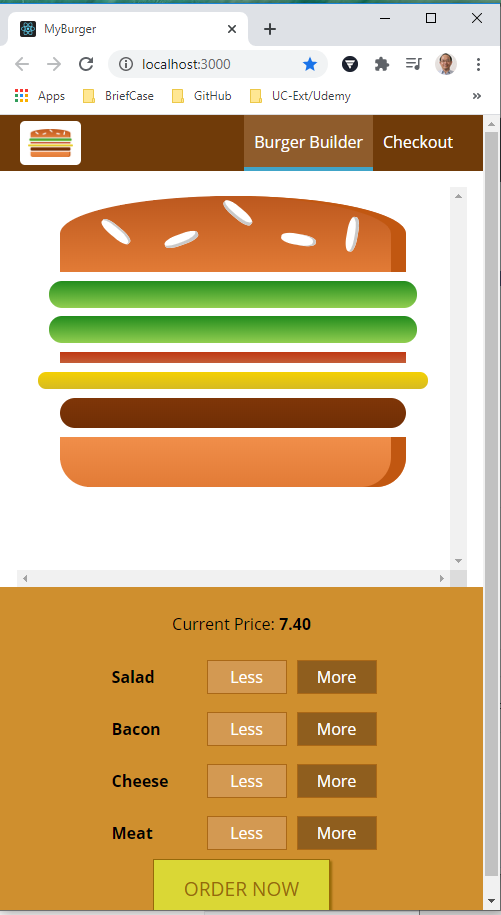 MyBurger
localhost:3000
Apps BriefCase GitHub UC-Ext/Udemy »
Burger Builder Checkout
Current Price: 7.40
Salad Less More
Bacon Less More
Cheese Less More
Meat Less More
ORDER NOW